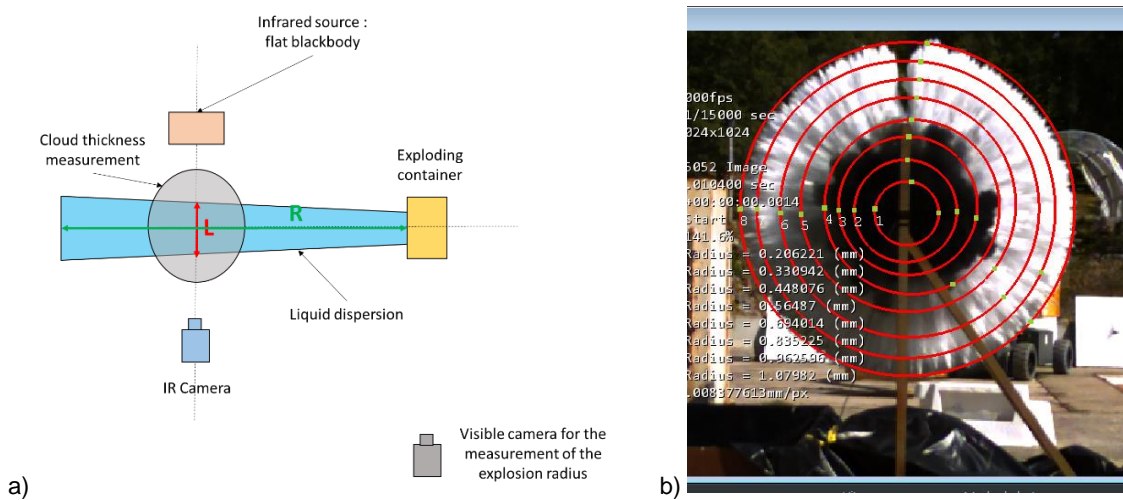 Infrared source :
flat blackbody
Cloud thickness
measurement
Exploding
container
R
L
Liquid dispersion
IR Camera
Visible camera for the
measurement of the
explosion radius
a)
b)
000fps
1/15000 sec
024x1024
5052 Image
.010400 sec
+00:00:00.0014
Start
141.6%
8 7 6 5 4 3 2 1
Radius = 0.206221 (mm)
Radius = 0.330942 (mm)
Radius = 0.448076 (mm)
Radius = 0.56487 (mm)
Radius = 0.694014 (mm)
Radius = 0.835225 (mm)
Radius = 0.962596 (mm)
Radius = 1.07982 (mm)
.008377613mm/px